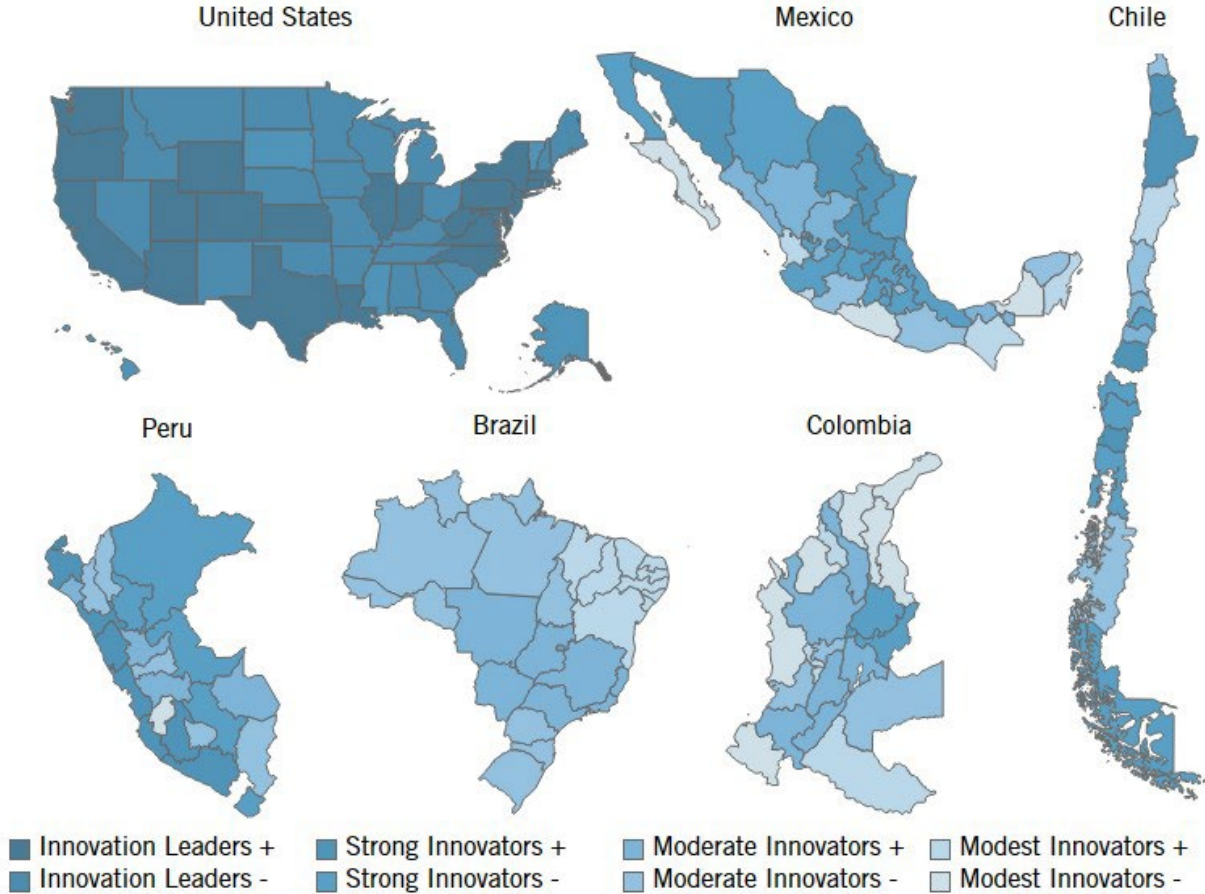 United States
Mexico
Chile
Peru
Brazil
Colombia
Innovation Leaders +
Strong Innovators +
Moderate Innovators +
Modest Innovators +
Innovation Leaders -
Strong Innovators -
Moderate Innovators -
Modest Innovators -